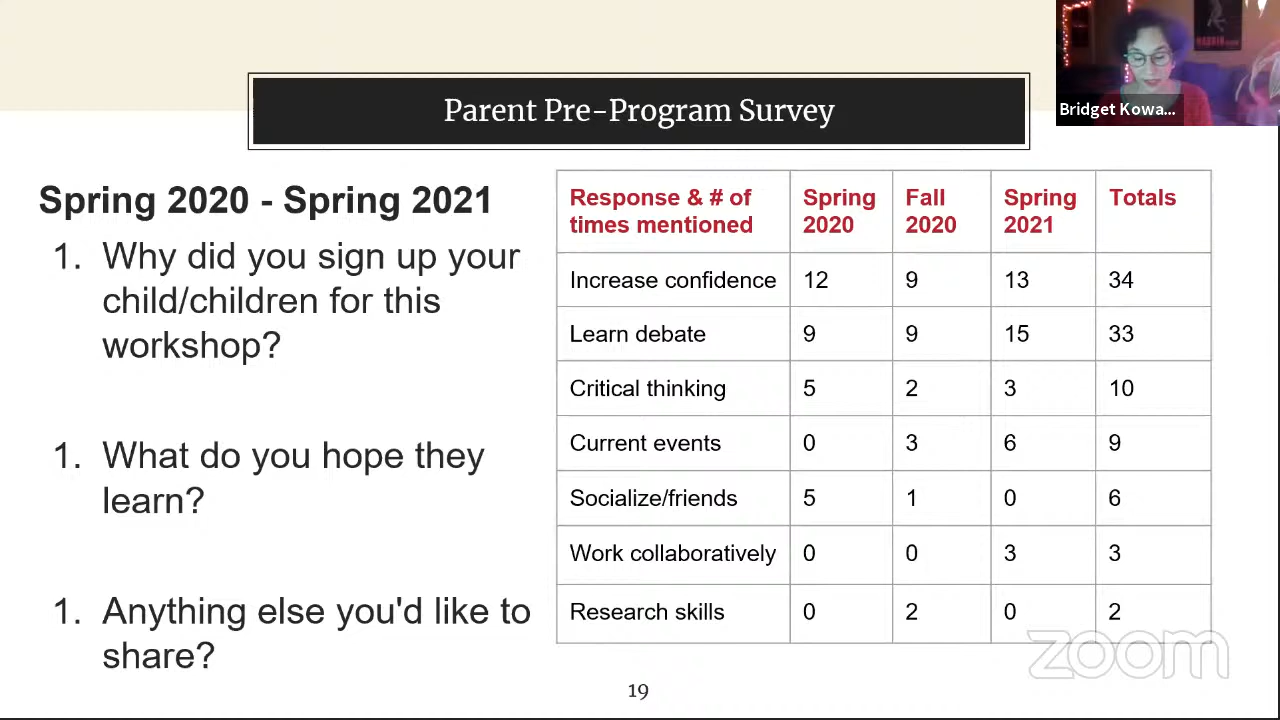 Parent Pre-Program Survey
Bridget Kowa...
Spring 2020 - Spring 2021
1. Why did you sign up your
child/children for this
workshop?
1. What do you hope they
learn?
1. Anything else you'd like to
share?
Response & # of times mentioned Spring 2020 Fall 2020 Spring 2021 Totals
Increase confidence 12 9 13 34
Learn debate 9 9 15 33
Critical thinking 5 2 3 10
Current events 0 3 6 9
Socialize/friends 5 1 0 6
Work collaboratively 0 0 3 3
Research skills 0 2 0 2
zoom
19